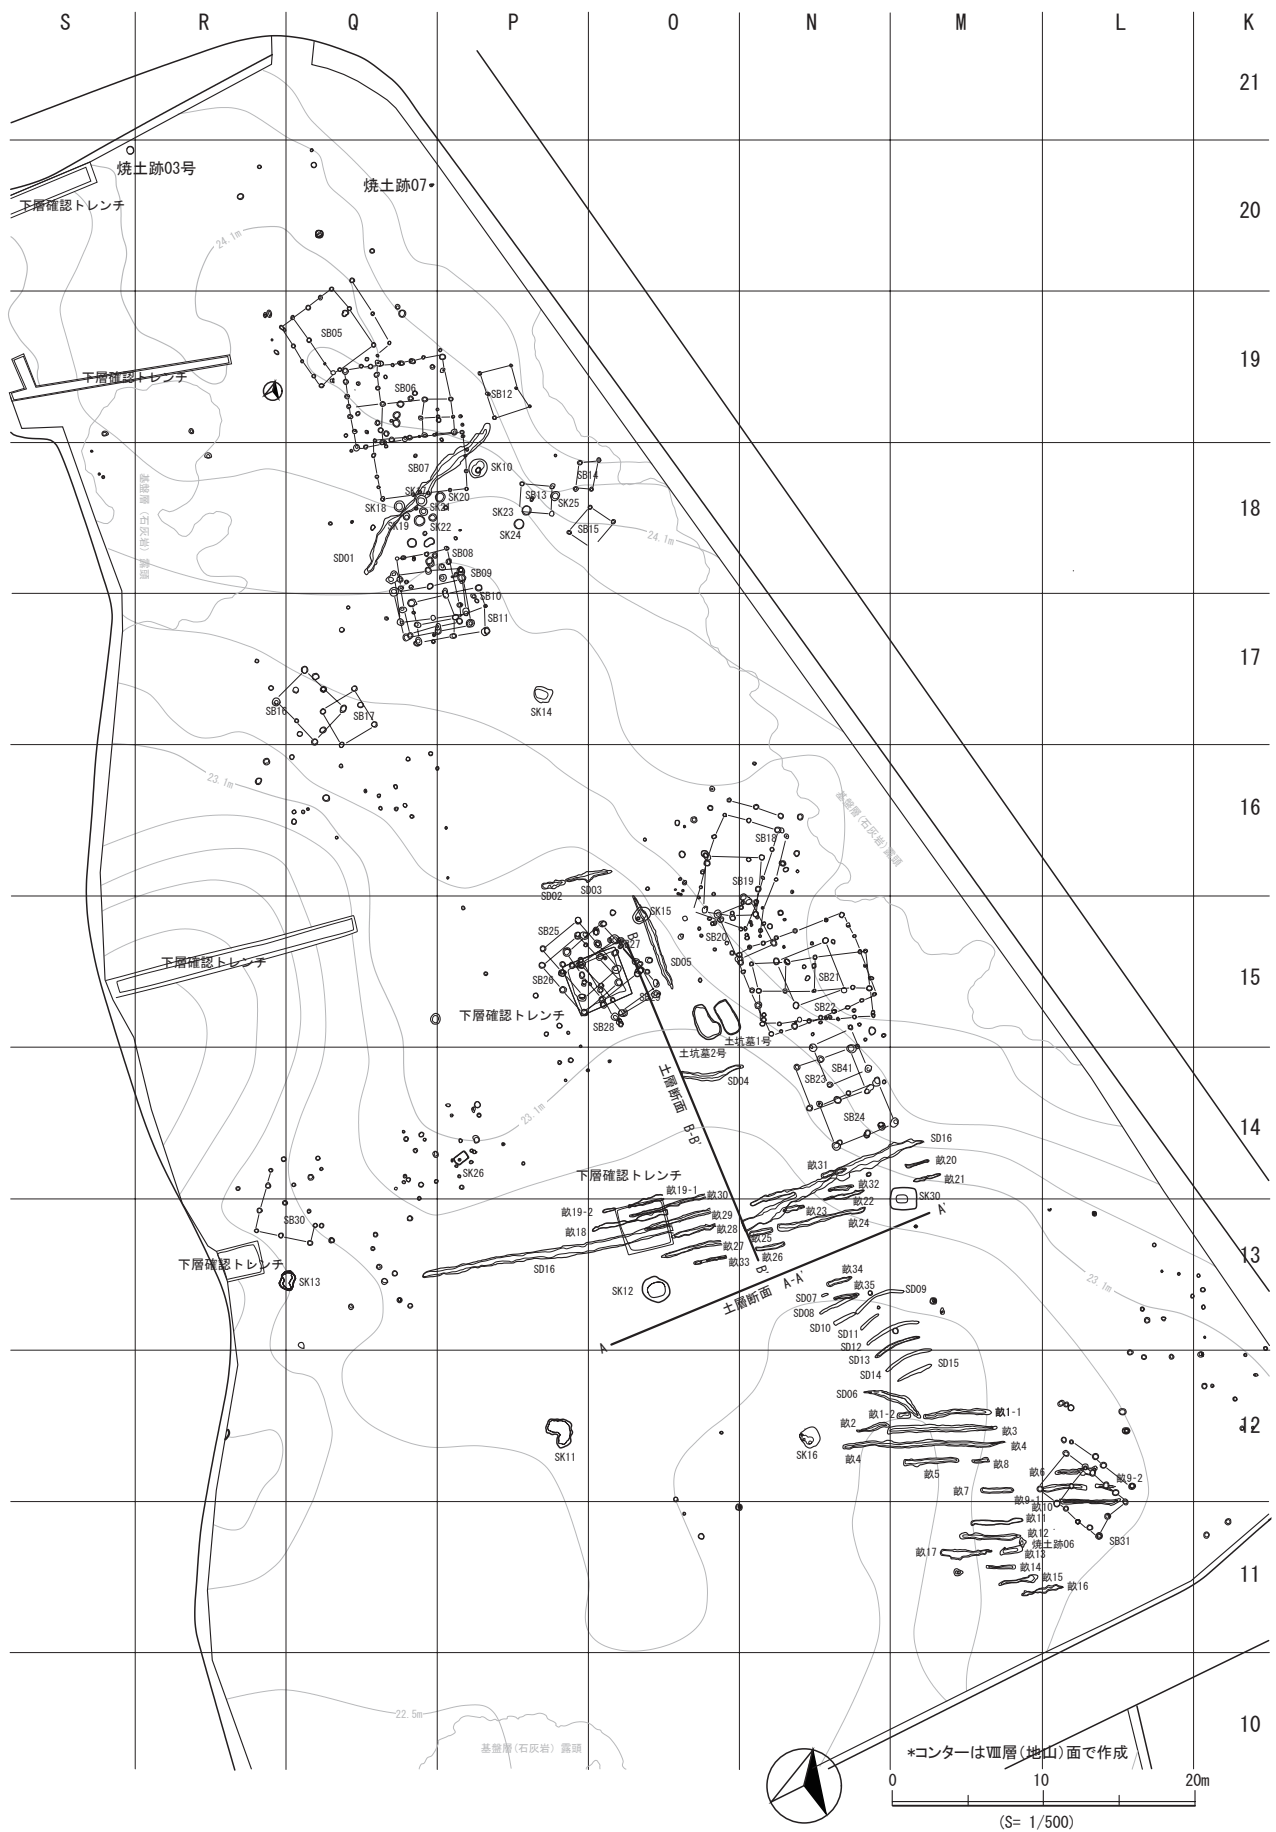 S R Q P O N M L K
21
焼土跡03号
焼土跡07
下層確認トレンチ
20
24.1m
SB05
19
下層確認トレンチ
SB06
SB12
SB07
SK10
SB14
基盤層(石灰岩)露頭
SK17
SK20
SB13
SK25
SK18
SK21
SK23
18
SK19
SK22
SK24
SB15
24.1m
SD01
SB08
SB09
SB10
SB11
17
SB16
SB17
SK14
23.1m
16
基盤層(石灰岩)露頭
SB18
SB19
SD02
SD03
SK15
SB20
SB25
B
SB27
下層確認トレンチ
SB26
SD05
SB21
15
SB22
下層確認トレンチ
SB28
土坑墓1号
土坑墓2号
SB41
SB23
SD04
土層断面 B-B'
23.1m
SB24
14
SD16
SK26
下層確認トレンチ
畝31
畝20
畝21
畝19-1
畝30
畝32
畝22
SK30
畝19-2
畝29
畝23
A'
SB30
畝18
畝28
畝24
畝25
13
下層確認トレンチ
SD16
畝27
畝26
畝33
B'
SK13
SK12
畝34
23.1m
土層断面 A-A'
畝35
SD07
SD09
SD08
SD10
SD11
SD12
A
SD13
SD15
SD14
SD06
畝1-2
畝1-1
畝2
畝3
12
SK11
SK16
畝4
畝4
畝5
畝8
畝6
畝9-2
畝7
畝9-1
畝10
畝11
畝12
焼土跡06
SB31
畝17
畝13
畝14
11
畝15
畝16
22.5m
10
基盤層(石灰岩)露頭
*コンターはⅧ層(地山)面で作成
0 10 20m
(S= 1/500)